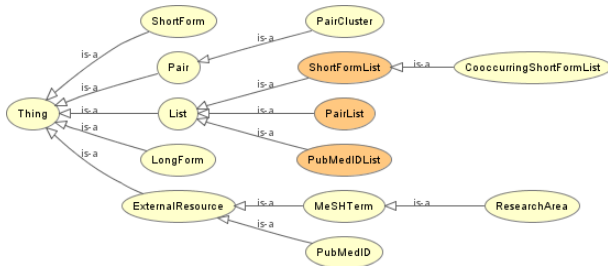 ShortForm
PairCluster
is-a
is-a
Pair
ShortFormList
is-a
CooccurringShortFormList
is-a
is-a
Thing
is-a
List
is-a
PairList
is-a
is-a
LongForm
PubMedIDList
is-a
ExternalResource
is-a
MeSHTerm
is-a
ResearchArea
is-a
PubMedID